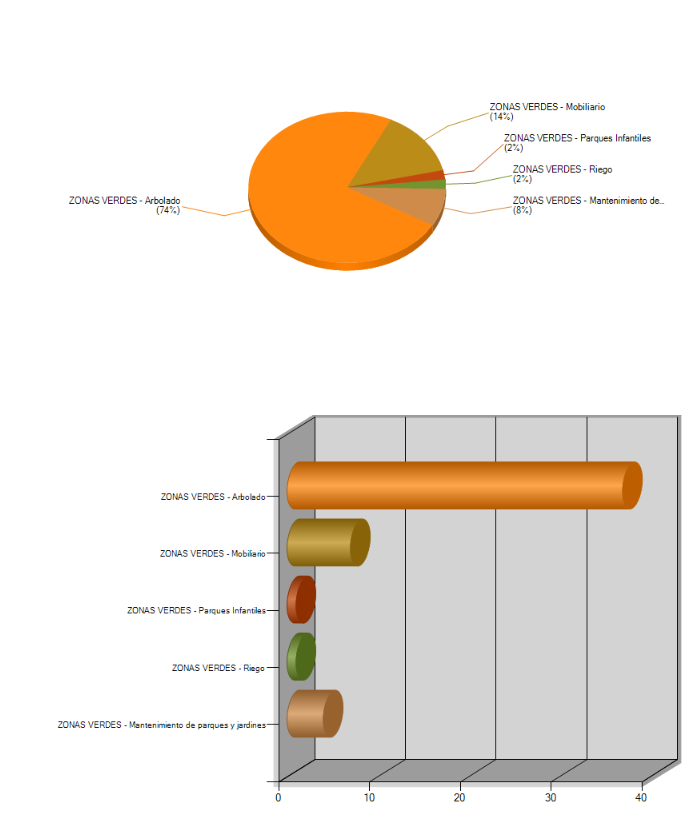 ZONAS VERDES - Mobiliario
(14%)
ZONAS VERDES - Parques Infantiles
(2%)
ZONAS VERDES - Riego
(2%)
ZONAS VERDES - Arbolado
(74%)
ZONAS VERDES - Mantenimiento de...
(8%)
ZONAS VERDES - Arbolado
ZONAS VERDES - Mobiliario
ZONAS VERDES - Parques Infantiles
ZONAS VERDES - Riego
ZONAS VERDES - Mantenimiento de parques y jardines
0 10 20 30 40